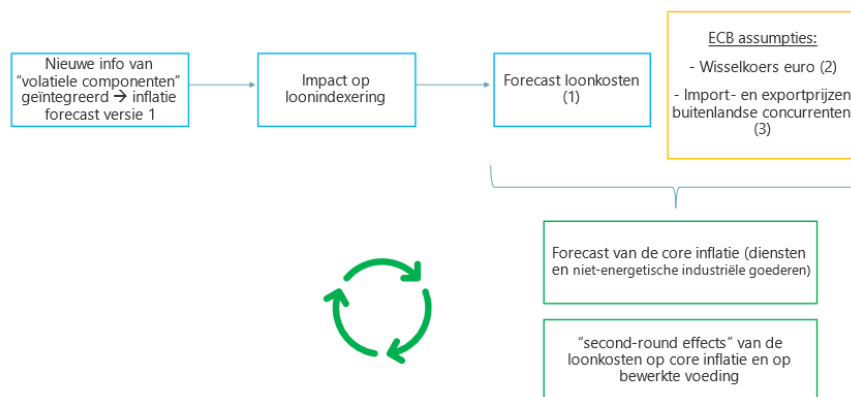 Nieuwe info van
“volatiele componenten”
geïntegreerd → inflatie
forecast versie 1
Impact op
loonindexering
Forecast loonkosten
(1)
ECB assumpties:
- Wisselkoers euro (2)
- Import- en exportprijzen
buitenlandse concurrenten
(3)
Forecast van de core inflatie (diensten
en niet-energetische industriële goederen)
“second-round effects” van de
loonkosten op core inflatie en op
bewerkte voeding